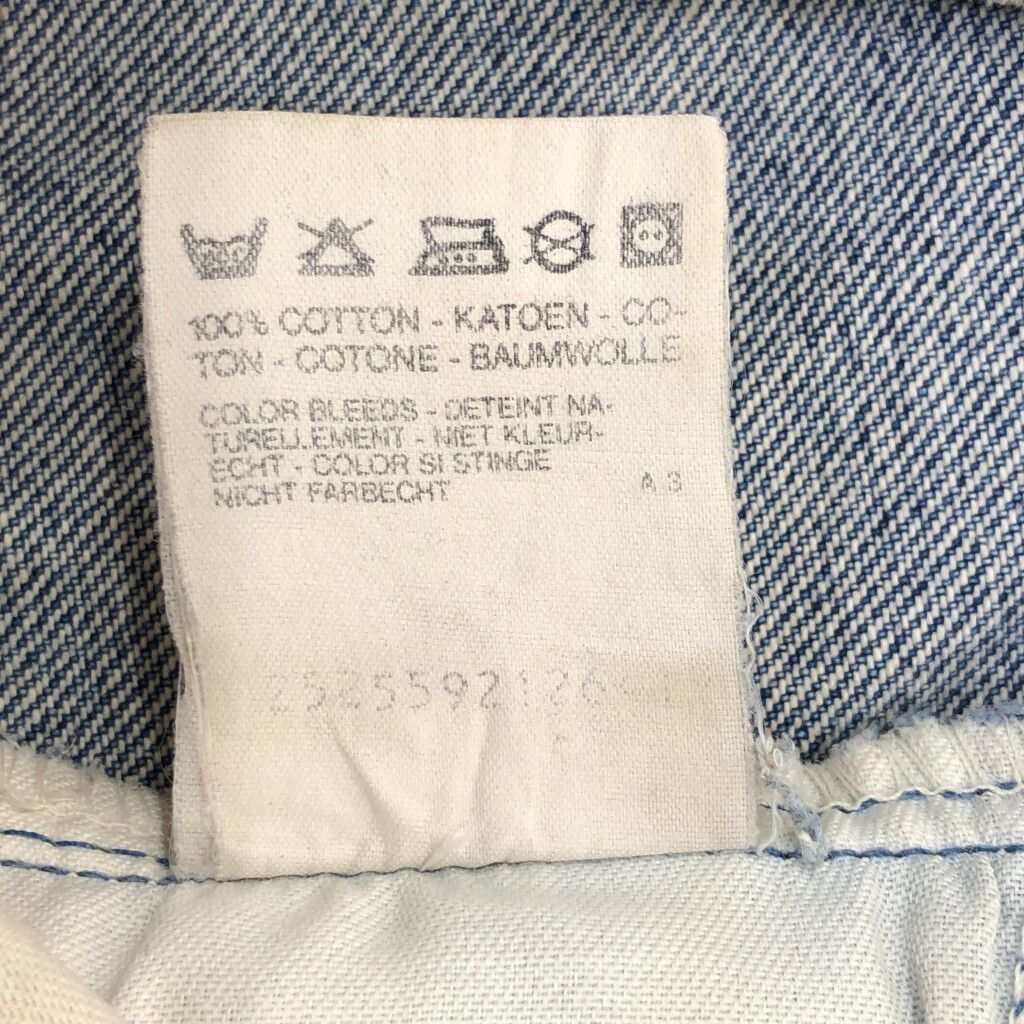 100% COTTON - KATOEN - CO-
TON - COTONE - BAUMWOLLE
COLOR BLEEDS - DETEINT NA-
TURELLEMENT - NIET KLEUR-
ECHT - COLOR SI STINGE
NICHT FARBECHT A 3